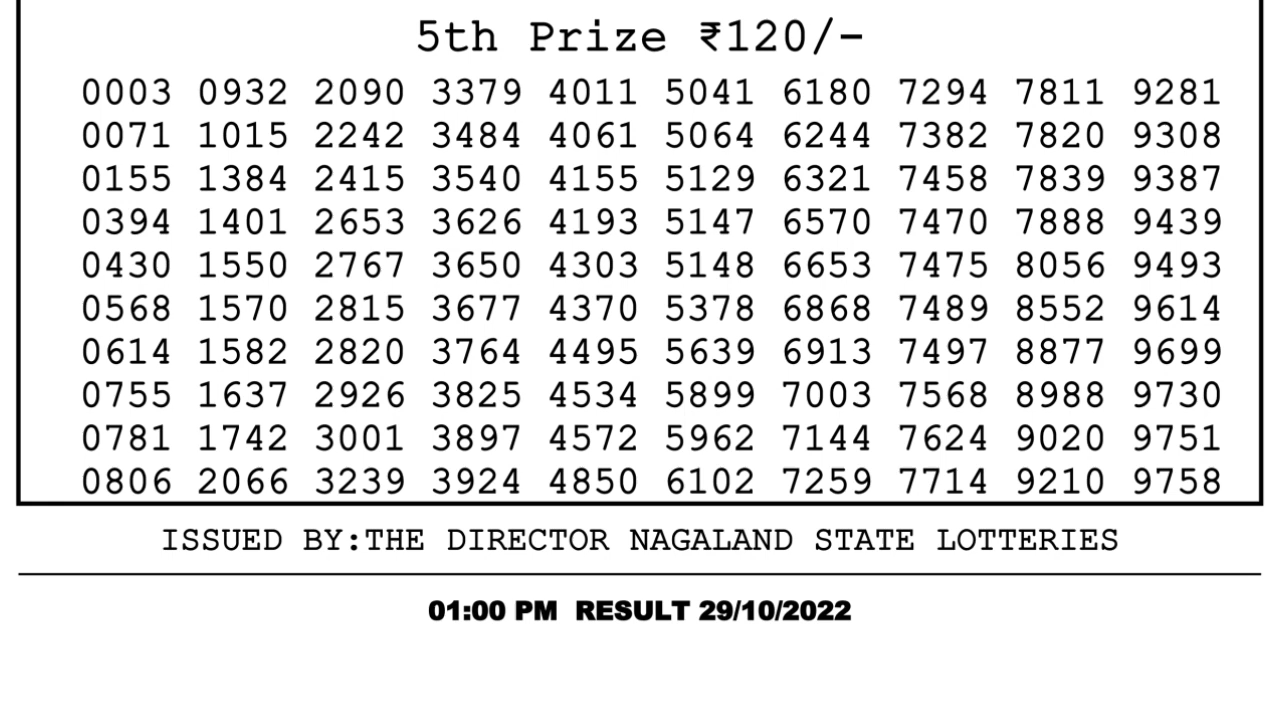 5th Prize ₹120/-
0003 0932 2090 3379 4011 5041 6180 7294 7811 9281
0071 1015 2242 3484 4061 5064 6244 7382 7820 9308
0155 1384 2415 3540 4155 5129 6321 7458 7839 9387
0394 1401 2653 3626 4193 5147 6570 7470 7888 9439
0430 1550 2767 3650 4303 5148 6653 7475 8056 9493
0568 1570 2815 3677 4370 5378 6868 7489 8552 9614
0614 1582 2820 3764 4495 5639 6913 7497 8877 9699
0755 1637 2926 3825 4534 5899 7003 7568 8988 9730
0781 1742 3001 3897 4572 5962 7144 7624 9020 9751
0806 2066 3239 3924 4850 6102 7259 7714 9210 9758
ISSUED BY:THE DIRECTOR NAGALAND STATE LOTTERIES
01:00 PM RESULT 29/10/2022